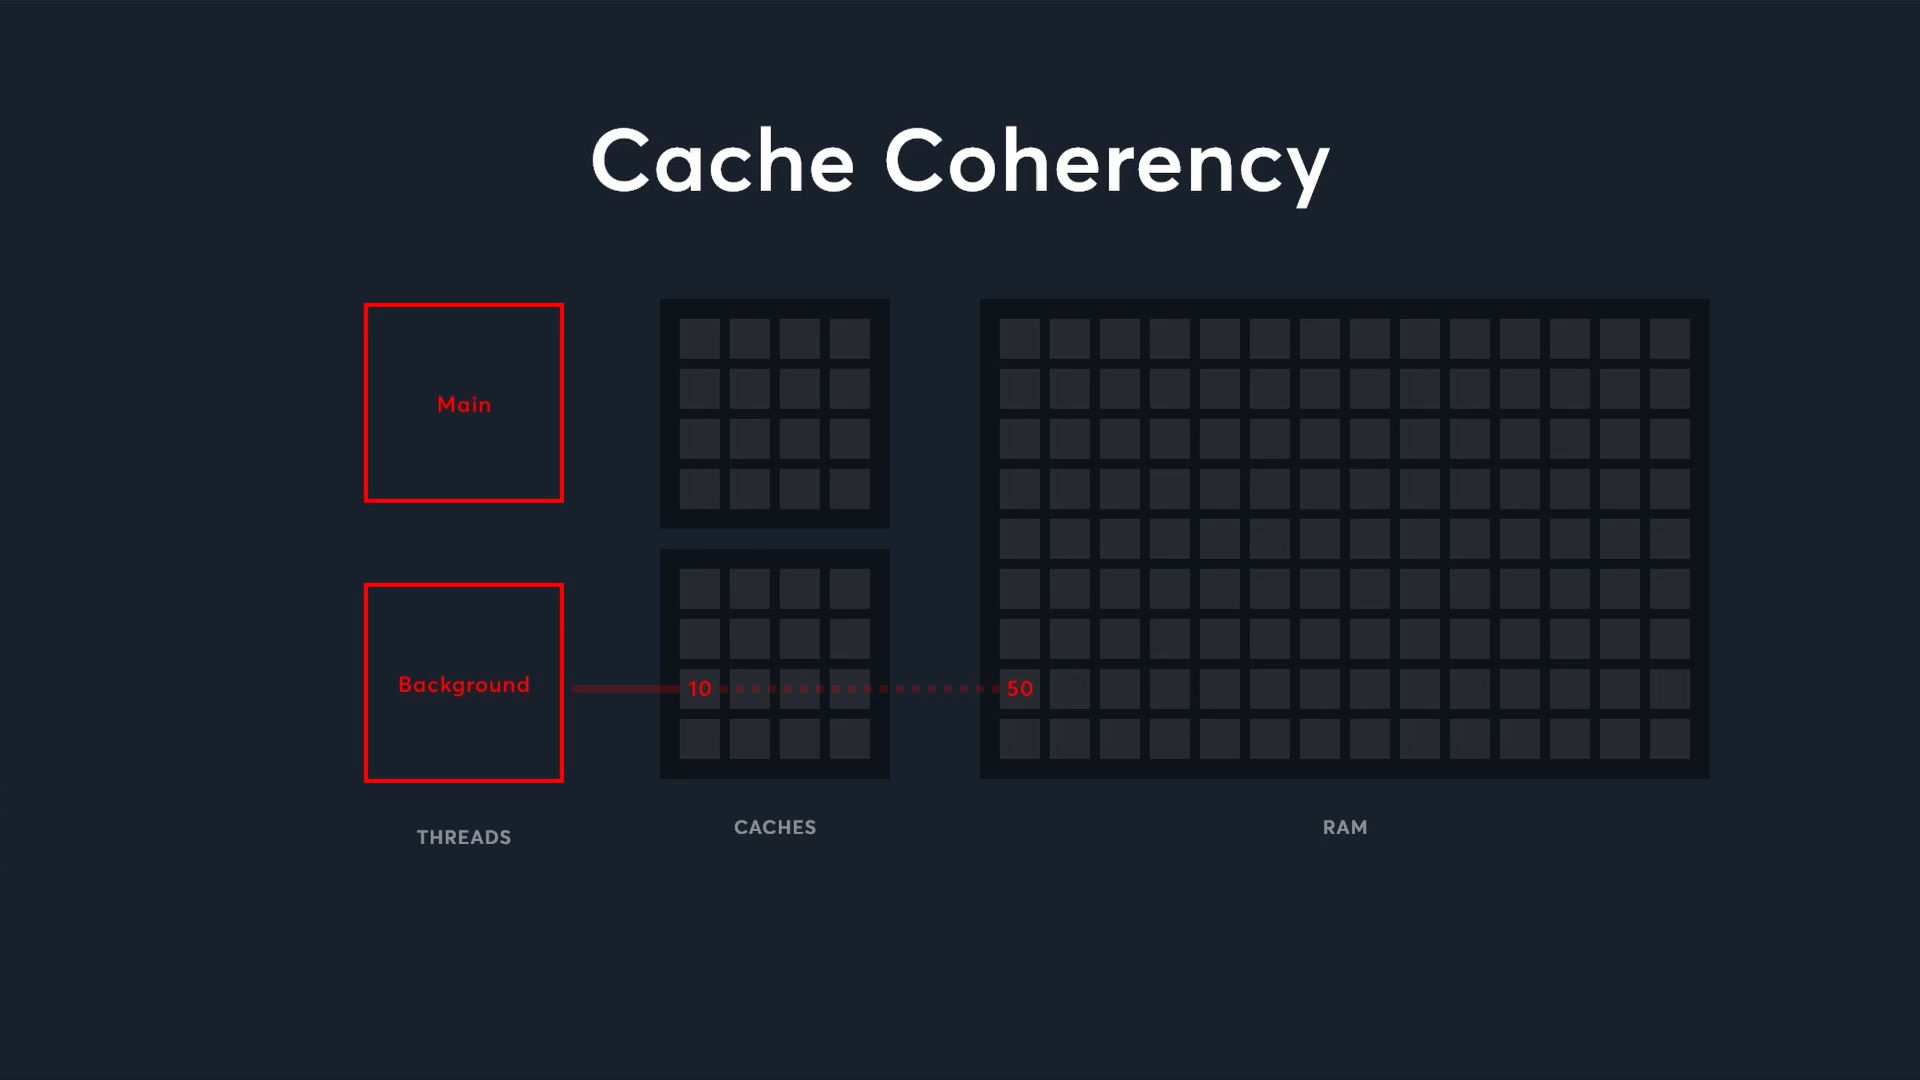 Cache Coherency
Main
Background
10
50
THREADS
CACHES
RAM